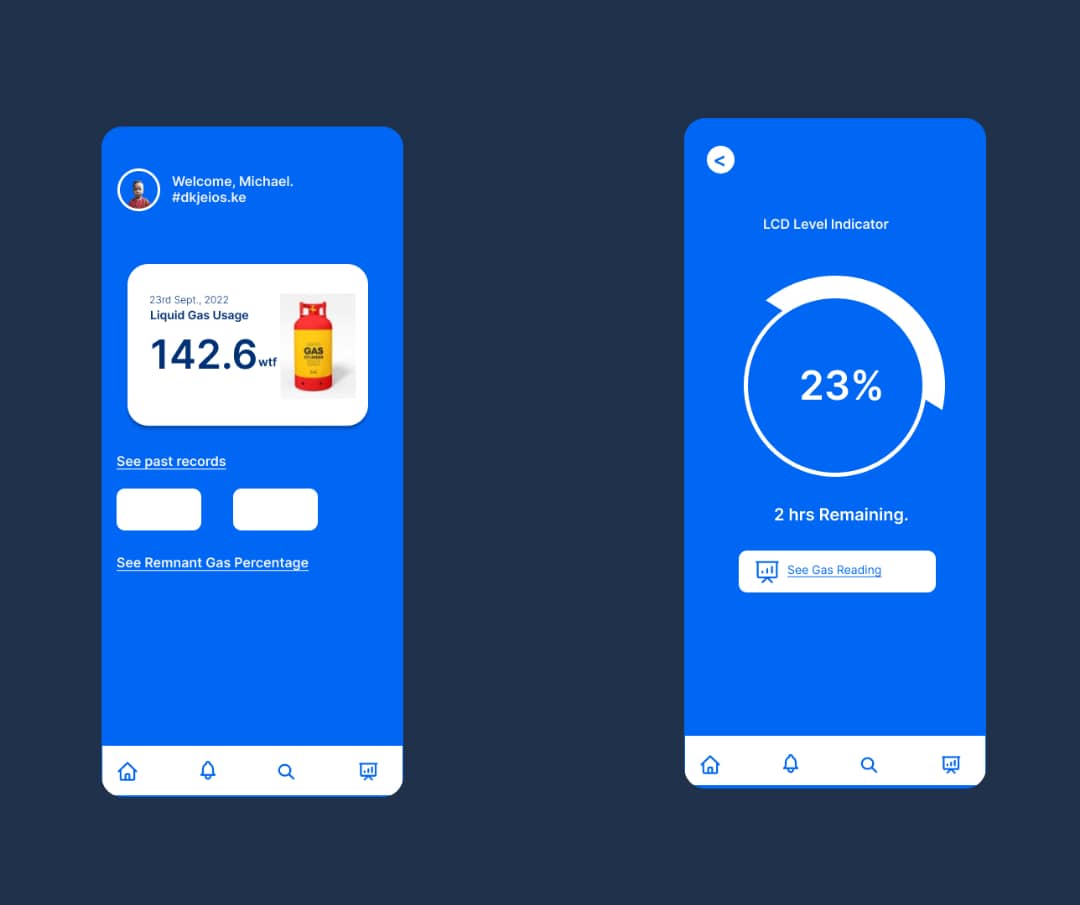 Welcome, Michael.
#dkjeios.ke
23rd Sept., 2022
Liquid Gas Usage
142.6wtf
GAS
See past records
See Remnant Gas Percentage
<
LCD Level Indicator
23%
2 hrs Remaining.
See Gas Reading